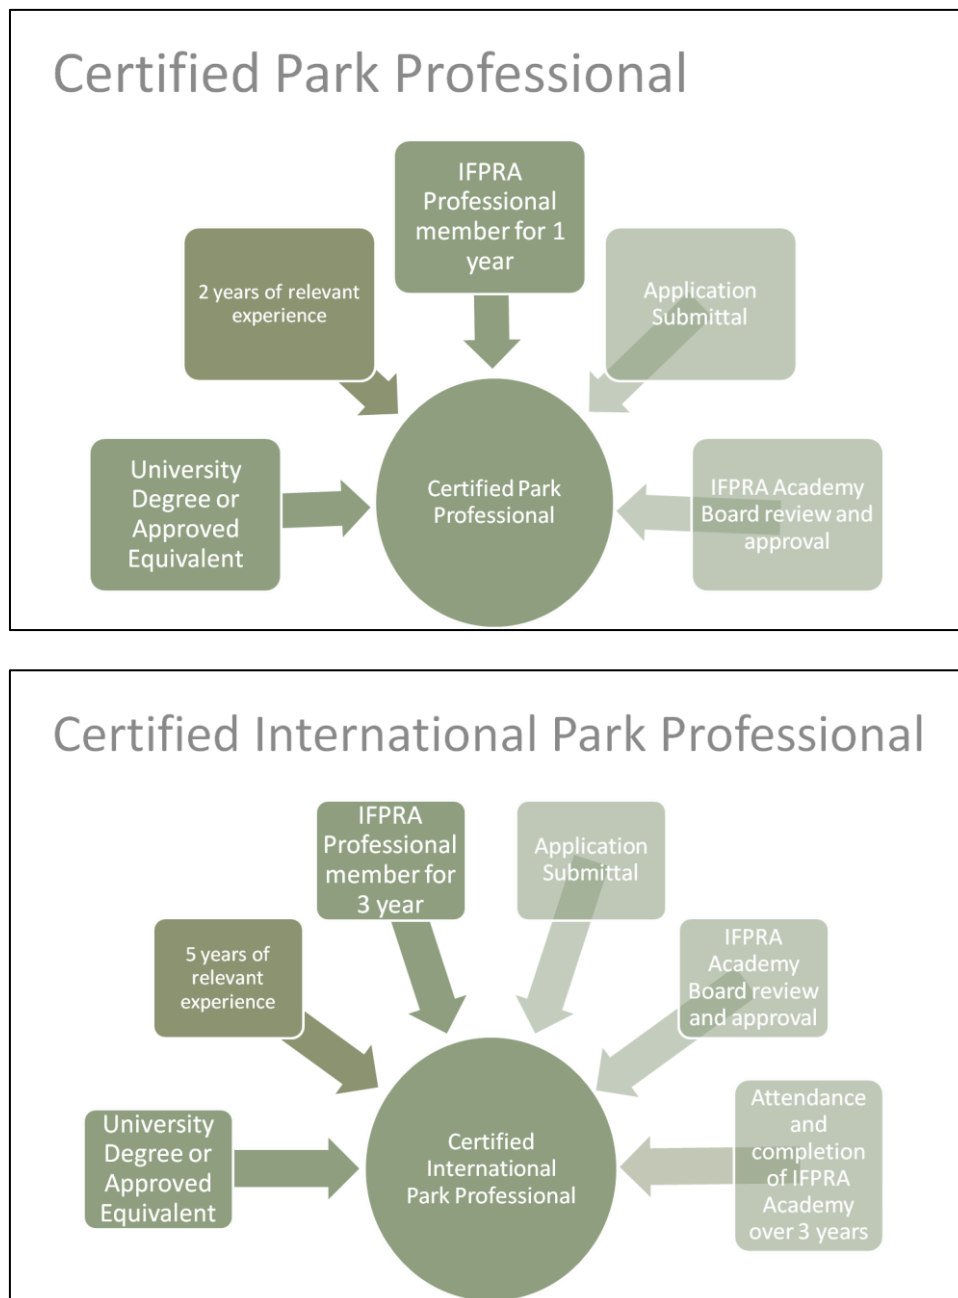 Certified Park Professional
IFPRA
Professional
member for 1
year
2 years of relevant
experience
Application
Submittal
University
Degree or
Approved
Equivalent
Certified Park
Professional
IFPRA Academy
Board review and
approval
Certified International Park Professional
IFPRA
Professional
member for
3 year
Application
Submittal
5 years of
relevant
experience
IFPRA
Academy
Board review
and approval
University
Degree or
Approved
Equivalent
Certified
International
Park Professional
Attendance
and
completion
of IFPRA
Academy
over 3 years